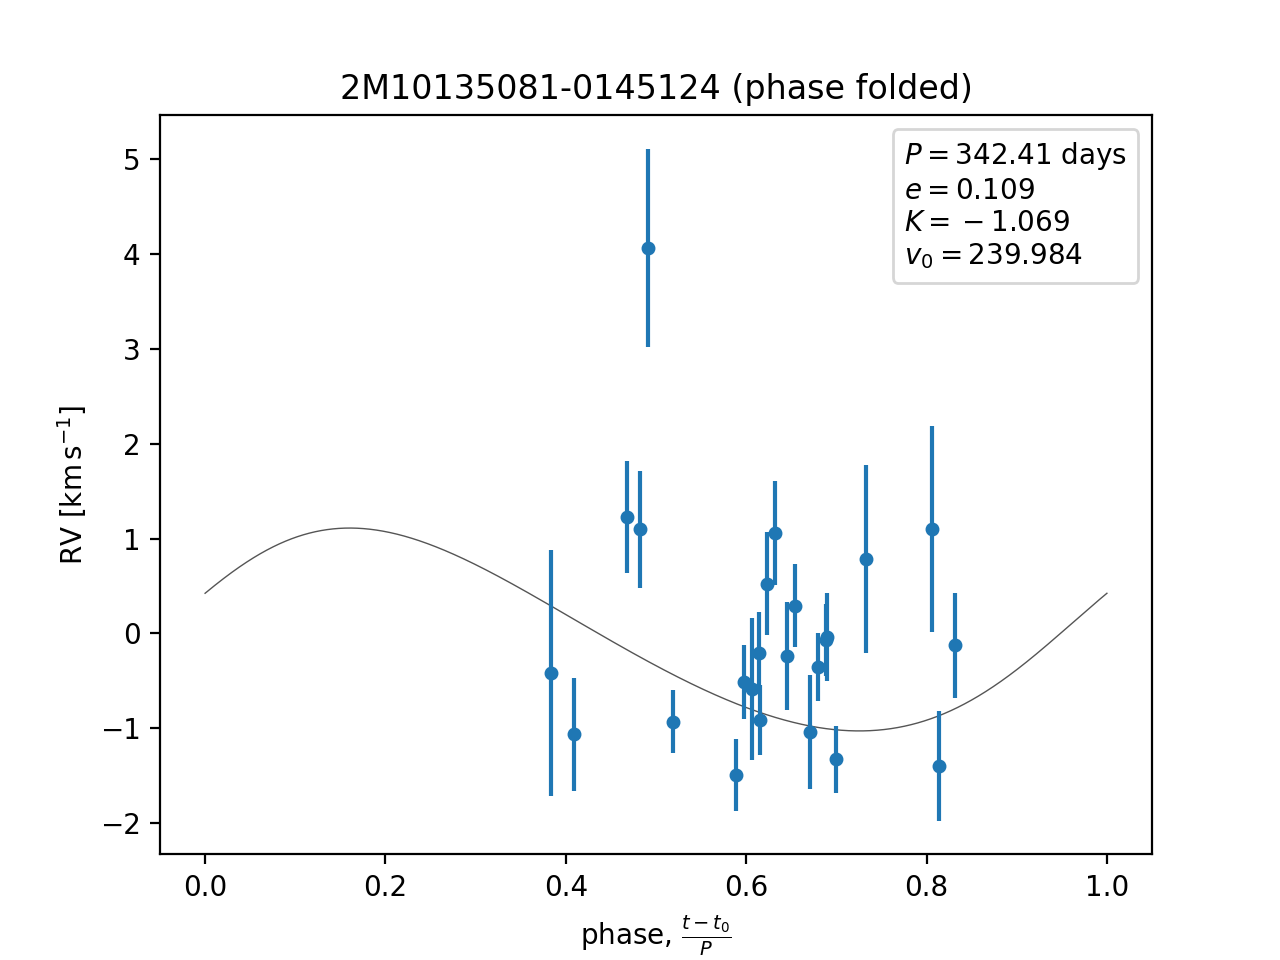 2M10135081-0145124 (phase folded)
P = 342.41 days
e = 0.109
K = −1.069
v₀ = 239.984
RV [km s⁻¹]
5
4
3
2
1
0
−1
−2
0.0 0.2 0.4 0.6 0.8 1.0
phase, (t − t₀)/P